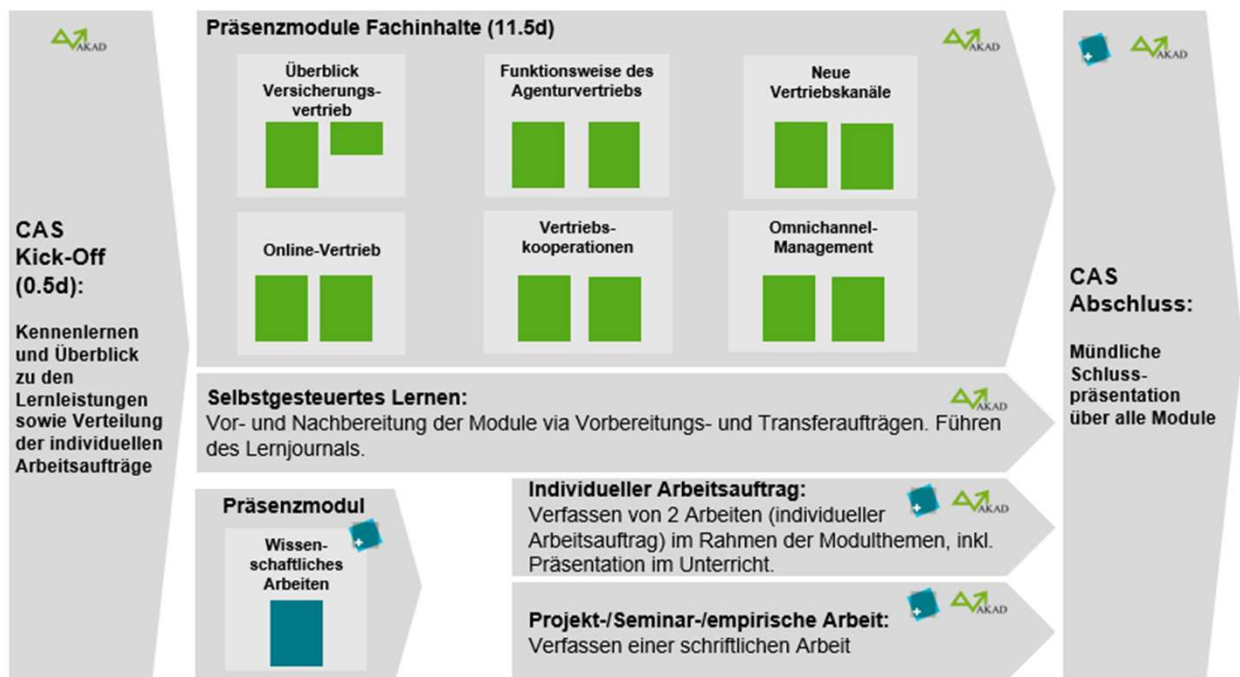 AKAD
CAS
Kick-Off
(0.5d):
Kennenlernen
und Überblick
zu den
Lernleistungen
sowie Verteilung
der individuellen
Arbeitsaufträge
Präsenzmodule Fachinhalte (11.5d)
AKAD
Überblick
Versicherungs-
vertrieb
Funktionsweise des
Agenturvertriebs
Neue
Vertriebskanäle
Online-Vertrieb
Vertriebs-
kooperationen
Omnichannel-
Management
Selbstgesteuertes Lernen:
AKAD
Vor- und Nachbereitung der Module via Vorbereitungs- und Transferaufträgen. Führen
des Lernjournals.
Präsenzmodul
Wissen-
schaftliches
Arbeiten
Individueller Arbeitsauftrag:
AKAD
Verfassen von 2 Arbeiten (individueller
Arbeitsauftrag) im Rahmen der Modulthemen, inkl.
Präsentation im Unterricht.
Projekt-/Seminar-/empirische Arbeit:
AKAD
Verfassen einer schriftlichen Arbeit
AKAD
CAS
Abschluss:
Mündliche
Schluss-
präsentation
über alle Module